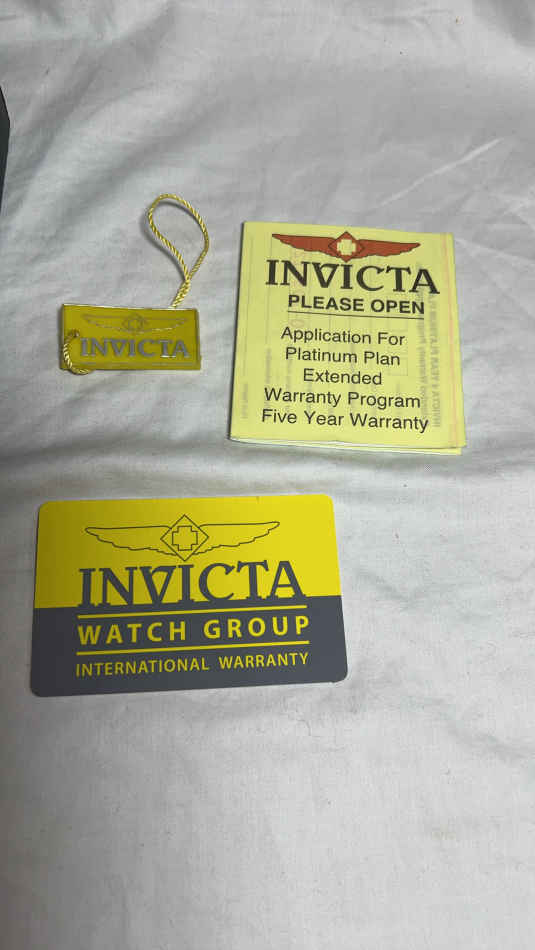 INVICTA
INVICTA
PLEASE OPEN
Application For
Platinum Plan
Extended
Warranty Program
Five Year Warranty
INVICTA
WATCH GROUP
INTERNATIONAL WARRANTY